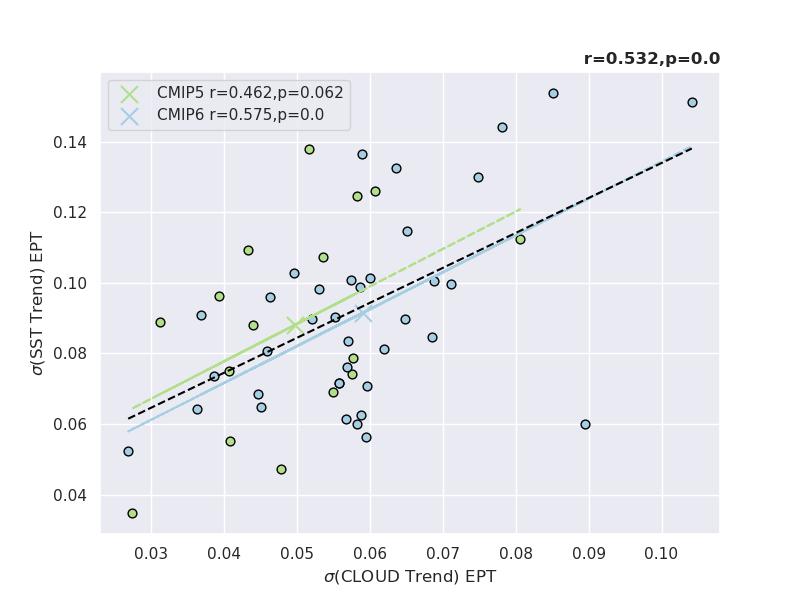 r=0.532,p=0.0
CMIP5 r=0.462,p=0.062
CMIP6 r=0.575,p=0.0
0.14
0.12
0.10
0.08
0.06
0.04
σ(SST Trend) EPT
0.03 0.04 0.05 0.06 0.07 0.08 0.09 0.10
σ(CLOUD Trend) EPT